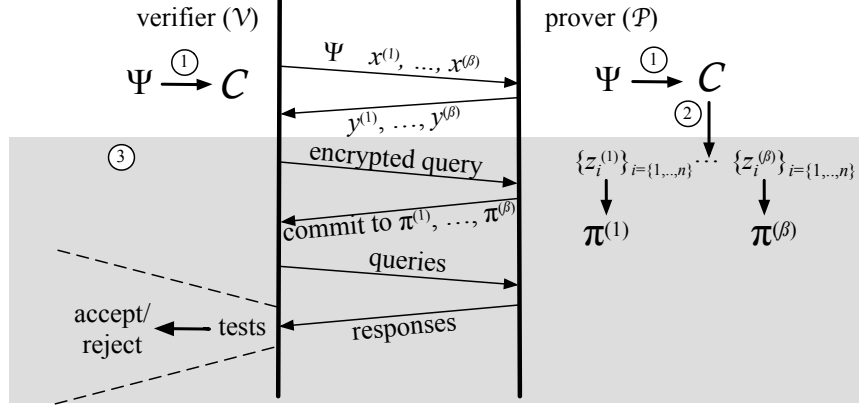 verifier (𝒱)
prover (𝒫)
Ψ ① → C
Ψ x⁽¹⁾, ..., x⁽ᵝ⁾
Ψ ① → C
y⁽¹⁾, ..., y⁽ᵝ⁾
②
③
encrypted query
{zᵢ⁽¹⁾}ᵢ₌{1,..,n} ... {zᵢ⁽ᵝ⁾}ᵢ₌{1,..,n}
commit to π⁽¹⁾, ..., π⁽ᵝ⁾
π⁽¹⁾ π⁽ᵝ⁾
queries
accept/
reject
tests
responses